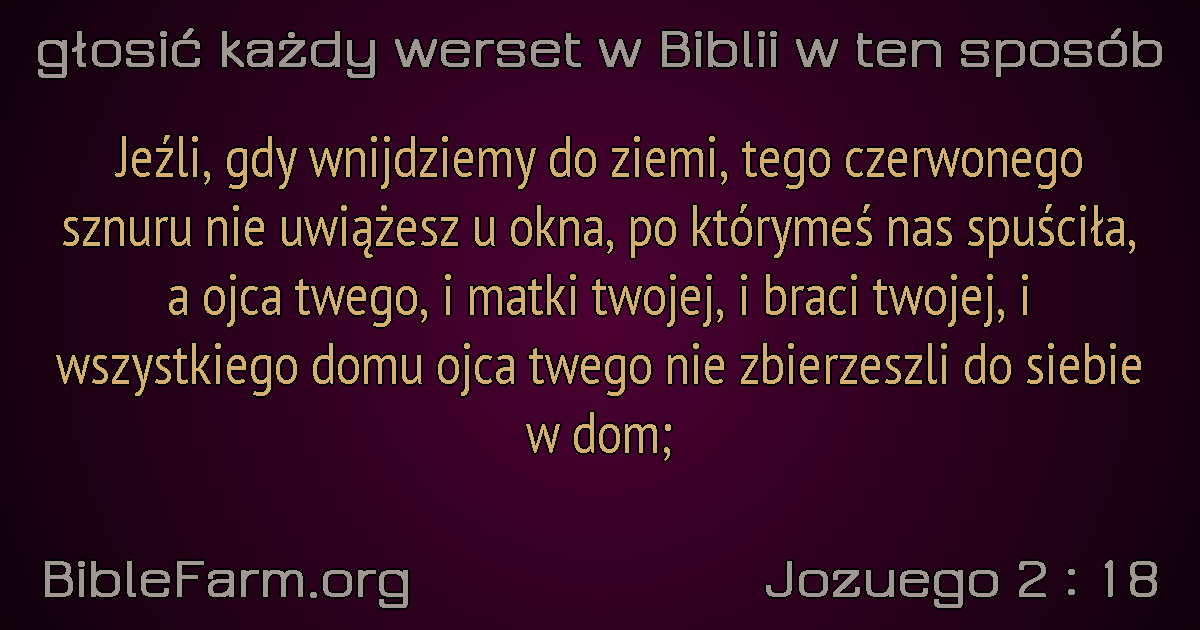 głosić każdy werset w Biblii w ten sposób
Jeźli, gdy wnijdziemy do ziemi, tego czerwonego
sznuru nie uwiążesz u okna, po którymeś nas spuściła,
a ojca twego, i matki twojej, i braci twojej, i
wszystkiego domu ojca twego nie zbierzeszli do siebie
w dom;
BibleFarm.org
Jozuego 2 : 18